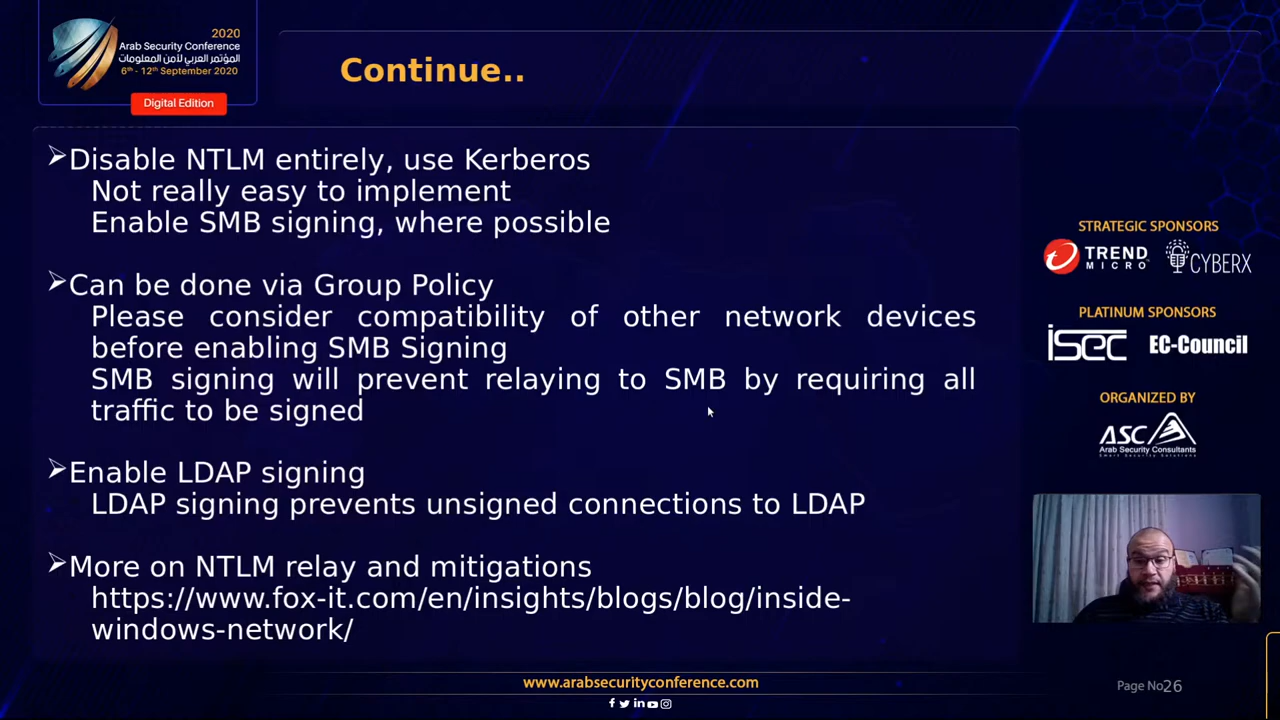 2020
Arab Security Conference
المؤتمر العربي لأمن المعلومات
6th - 12th September 2020
Digital Edition
Continue..
➢Disable NTLM entirely, use Kerberos
Not really easy to implement
Enable SMB signing, where possible
➢Can be done via Group Policy
Please consider compatibility of other network devices
before enabling SMB Signing
SMB signing will prevent relaying to SMB by requiring all
traffic to be signed
➢Enable LDAP signing
LDAP signing prevents unsigned connections to LDAP
➢More on NTLM relay and mitigations
https://www.fox-it.com/en/insights/blogs/blog/inside-
windows-network/
STRATEGIC SPONSORS
TREND
MICRO
CYBERX
PLATINUM SPONSORS
isec
EC-Council
ORGANIZED BY
ASC
Arab Security Consultants
Smart Security Solutions
www.arabsecurityconference.com
Page No26